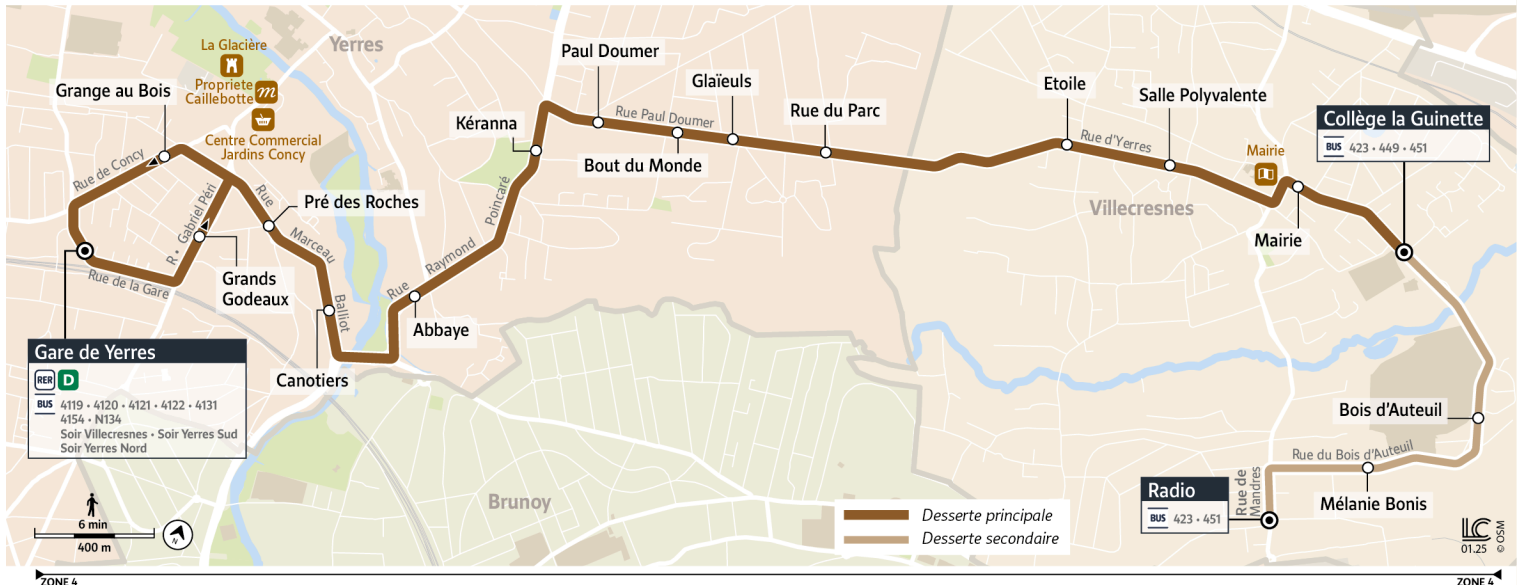 La Glacière
Yerres
Propriete
Caillebotte
m
Grange au Bois
Centre Commercial
Jardins Concy
Rue de Concy
R. Gabriel Péri
Rue
Pré des Roches
Marceau
Grands
Godeaux
Rue de la Gare
Balliot
Canotiers
Gare de Yerres
RER D
BUS 4119 • 4120 • 4121 • 4122 • 4131
4154 • N134
Soir Villecresnes • Soir Yerres Sud
Soir Yerres Nord
Rue Raymond Poincaré
Abbaye
Kéranna
Paul Doumer
Rue Paul Doumer
Bout du Monde
Glaïeuls
Rue du Parc
Etoile
Rue d'Yerres
Salle Polyvalente
Villecresnes
Mairie
Mairie
Collège la Guinette
BUS 423 • 449 • 451
Bois d'Auteuil
Rue du Bois d'Auteuil
Mélanie Bonis
Rue de
Mandres
Radio
BUS 423 • 451
Brunoy
Desserte principale
Desserte secondaire
6 min
400 m
N
LC
01.25
© OSM
ZONE 4
ZONE 4